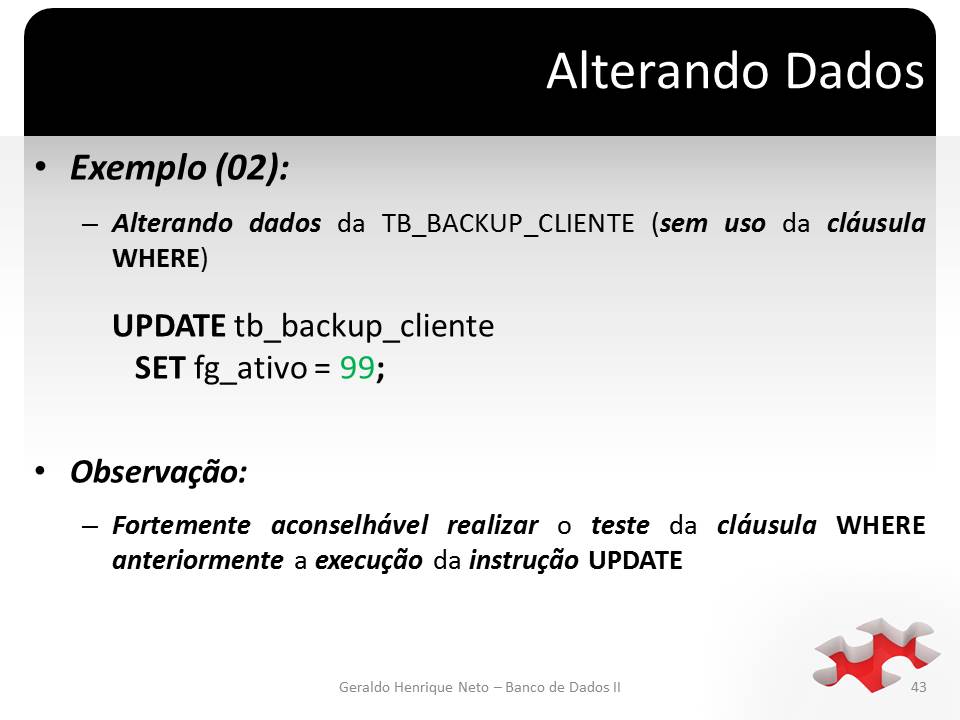 Alterando Dados
• Exemplo (02):
– Alterando dados da TB_BACKUP_CLIENTE (sem uso da cláusula
WHERE)
UPDATE tb_backup_cliente
SET fg_ativo = 99;
• Observação:
– Fortemente aconselhável realizar o teste da cláusula WHERE
anteriormente a execução da instrução UPDATE
Geraldo Henrique Neto – Banco de Dados II
43